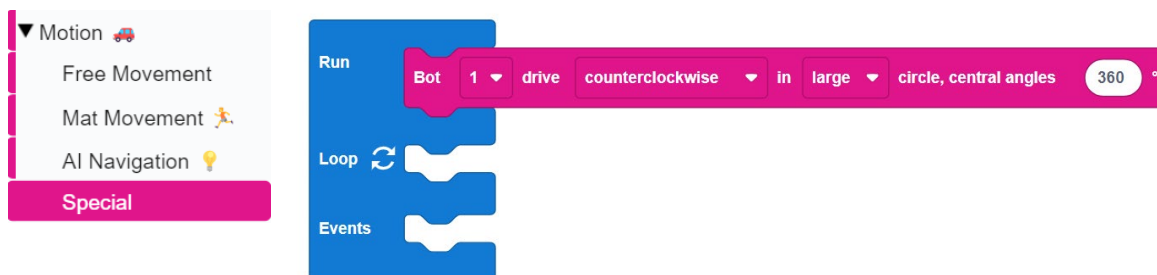 Motion
Free Movement
Mat Movement
AI Navigation
Special
Run
Bot 1 drive counterclockwise in large circle, central angles 360 °
Loop
Events